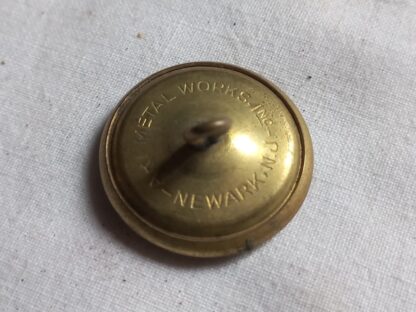 METAL WORKS, INC.
NEWARK, N.J.